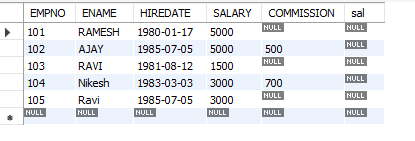 EMPNO ENAME HIREDATE SALARY COMMISSION sal
101 RAMESH 1980-01-17 5000 NULL NULL
102 AJAY 1985-07-05 5000 500 NULL
103 RAVI 1981-08-12 1500 NULL NULL
104 Nikesh 1983-03-03 3000 700 NULL
105 Ravi 1985-07-05 3000 NULL NULL
NULL NULL NULL NULL NULL NULL